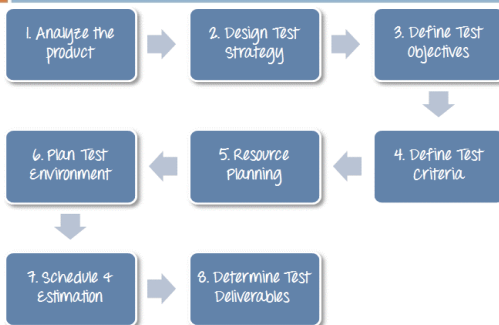 1. Analyze the
product
2. Design Test
Strategy
3. Define Test
Objectives
4. Define Test
Criteria
5. Resource
Planning
6. Plan Test
Environment
7. Schedule &
Estimation
8. Determine Test
Deliverables